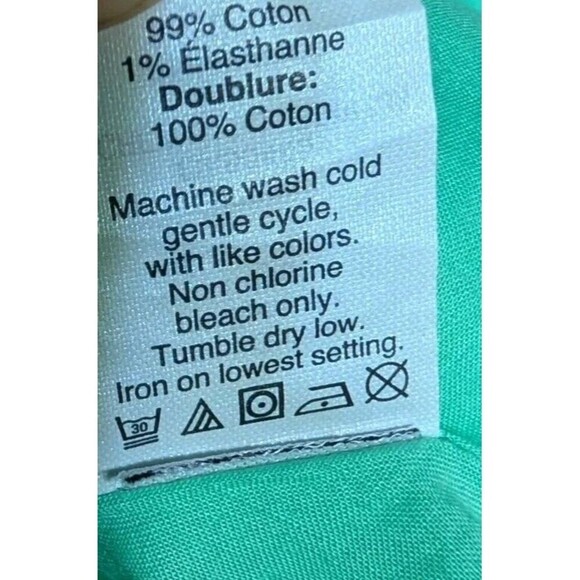 99% Coton
1% Élasthanne
Doublure:
100% Coton
Machine wash cold
gentle cycle,
with like colors.
Non chlorine
bleach only.
Tumble dry low.
Iron on lowest setting.
30